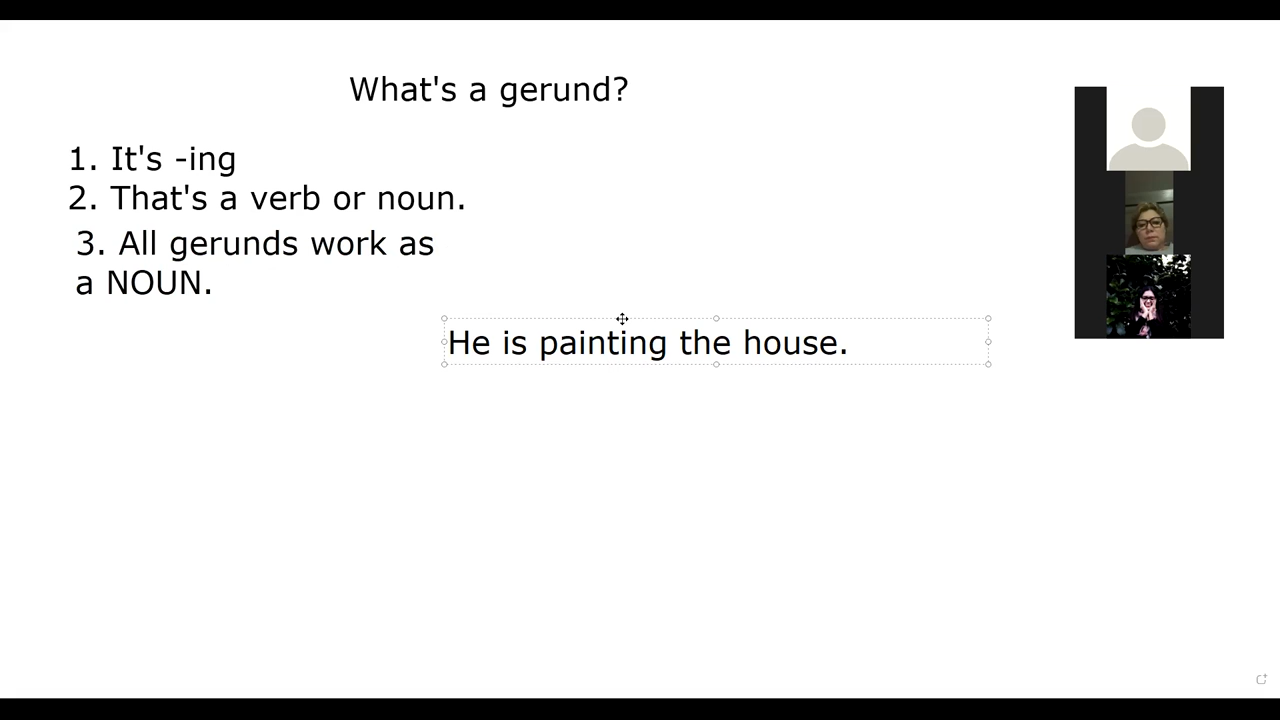 What's a gerund?
1. It's -ing
2. That's a verb or noun.
3. All gerunds work as
a NOUN.
He is painting the house.